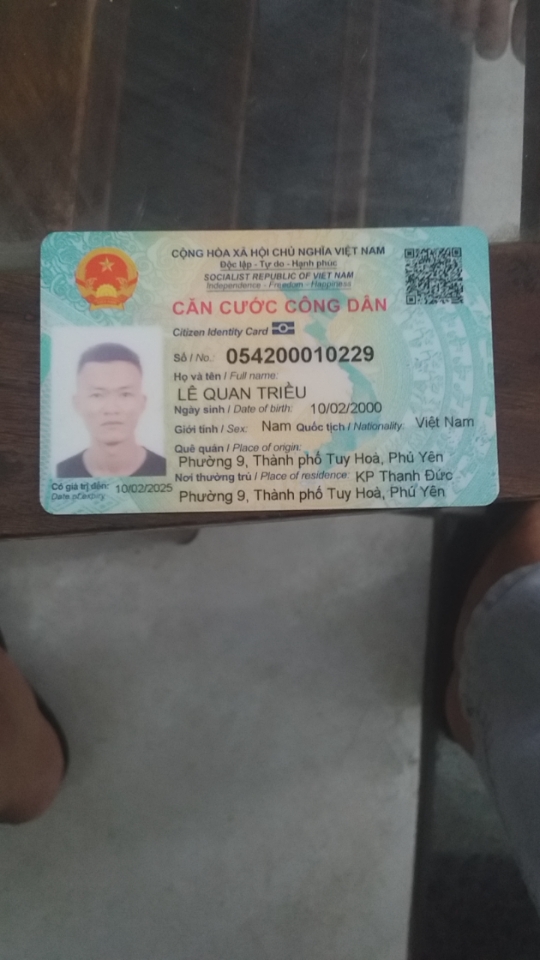 CỘNG HÒA XÃ HỘI CHỦ NGHĨA VIỆT NAM
Độc lập - Tự do - Hạnh phúc
SOCIALIST REPUBLIC OF VIET NAM
Independence - Freedom - Happiness
CĂN CƯỚC CÔNG DÂN
Citizen Identity Card
Số / No.: 054200010229
Họ và tên / Full name:
LÊ QUAN TRIỀU
Ngày sinh / Date of birth: 10/02/2000
Giới tính / Sex: Nam Quốc tịch / Nationality: Việt Nam
Quê quán / Place of origin:
Phường 9, Thành phố Tuy Hoà, Phú Yên
Nơi thường trú / Place of residence: KP Thanh Đức
Phường 9, Thành phố Tuy Hoà, Phú Yên
Có giá trị đến: 10/02/2025
Date of expiry